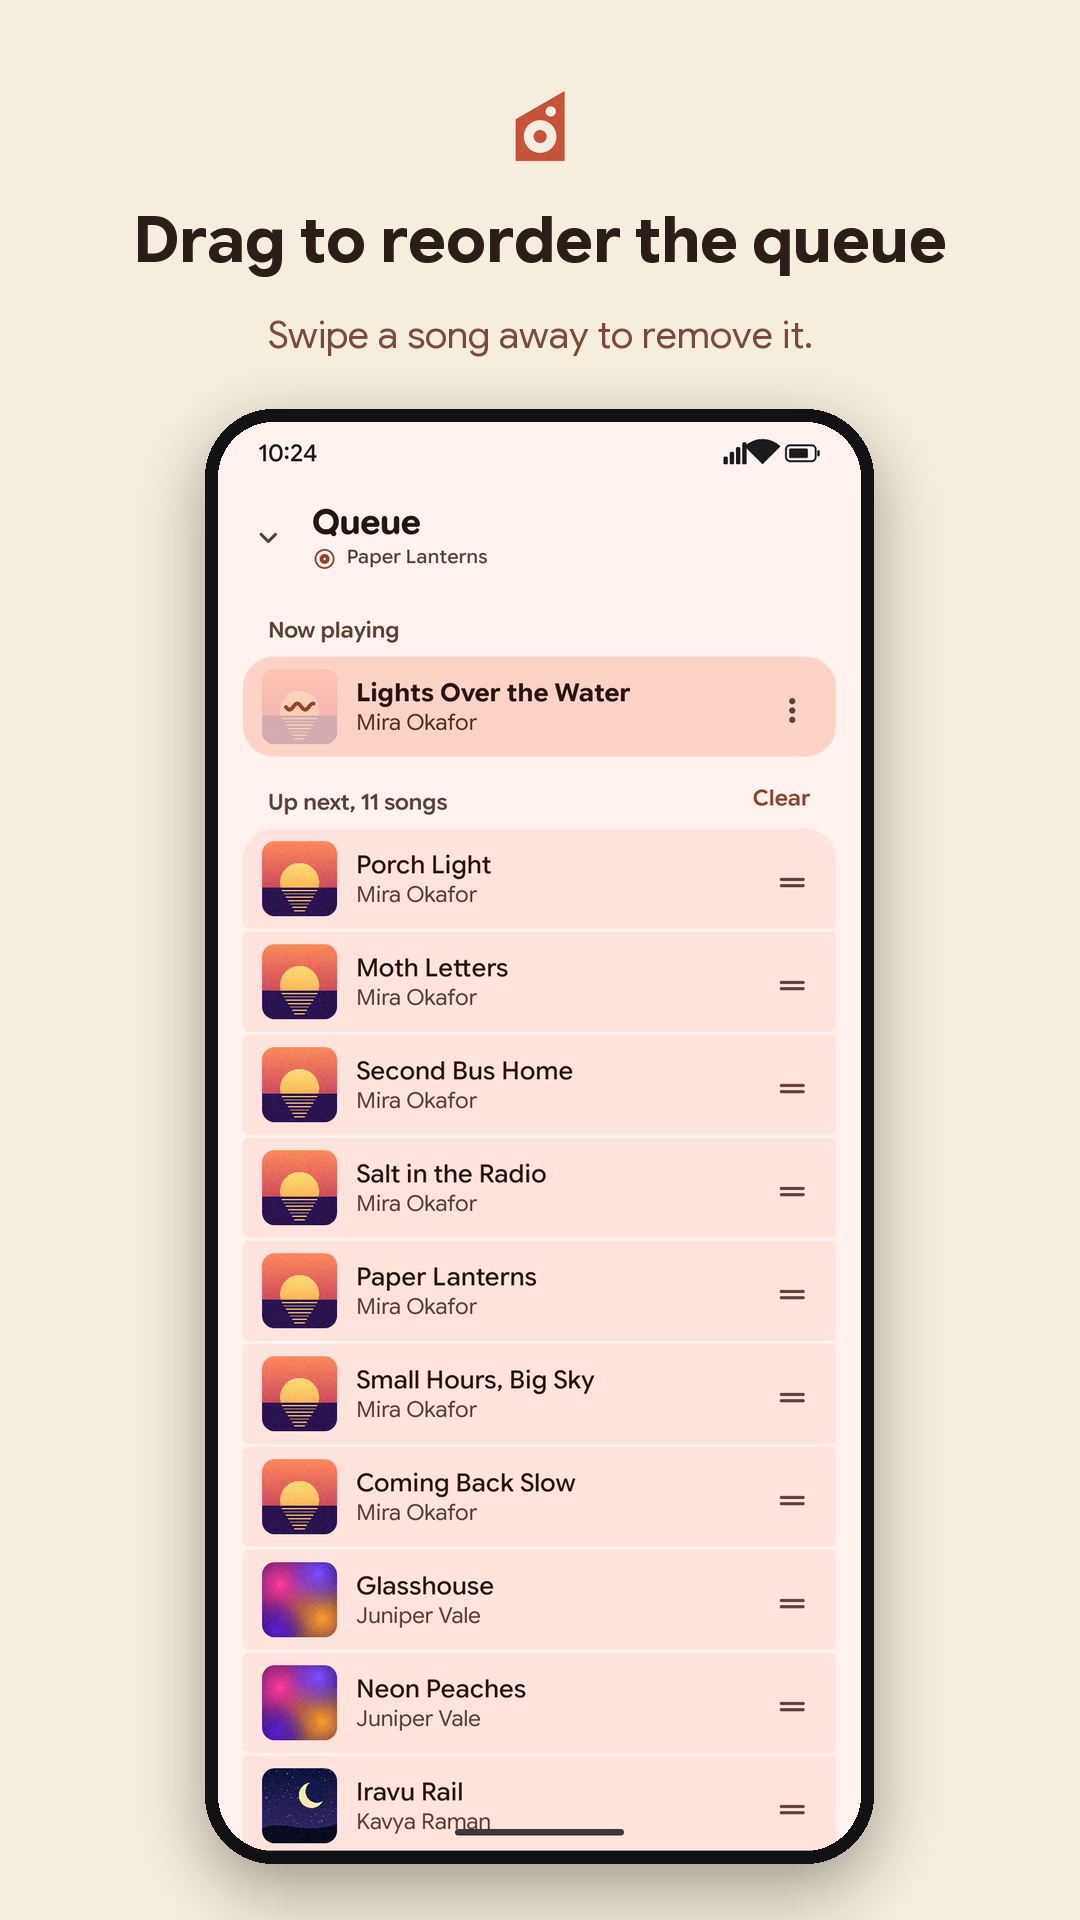 Drag to reorder the queue
Swipe a song away to remove it.
10:24
Queue
Paper Lanterns
Now playing
Lights Over the Water
Mira Okafor
Up next, 11 songs
Clear
Porch Light
Mira Okafor
Moth Letters
Mira Okafor
Second Bus Home
Mira Okafor
Salt in the Radio
Mira Okafor
Paper Lanterns
Mira Okafor
Small Hours, Big Sky
Mira Okafor
Coming Back Slow
Mira Okafor
Glasshouse
Juniper Vale
Neon Peaches
Juniper Vale
Iravu Rail
Kavya Raman